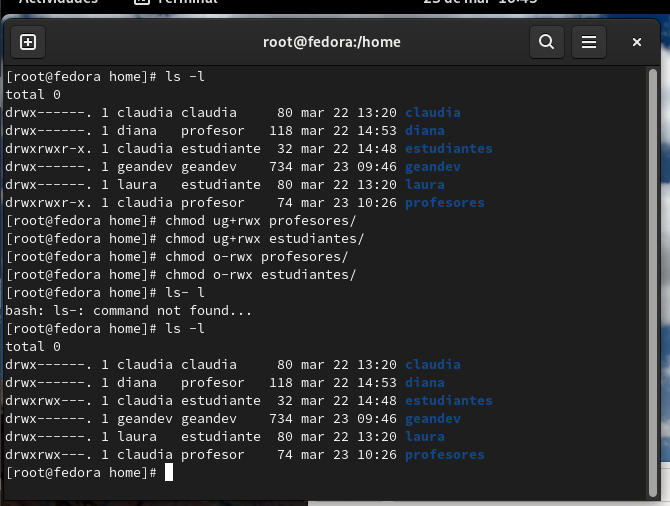 Actividades Terminal 23 de mar 10:45
root@fedora:/home
[root@fedora home]# ls -l
total 0
drwx------. 1 claudia claudia     80 mar 22 13:20 claudia
drwx------. 1 diana   profesor   118 mar 22 14:53 diana
drwxrwxr-x. 1 claudia estudiante  32 mar 22 14:48 estudiantes
drwx------. 1 geandev geandev    734 mar 23 09:46 geandev
drwx------. 1 laura   estudiante  80 mar 22 13:20 laura
drwxrwxr-x. 1 claudia profesor    74 mar 23 10:26 profesores
[root@fedora home]# chmod ug+rwx profesores/
[root@fedora home]# chmod ug+rwx estudiantes/
[root@fedora home]# chmod o-rwx profesores/
[root@fedora home]# chmod o-rwx estudiantes/
[root@fedora home]# ls- l
bash: ls-: command not found...
[root@fedora home]# ls -l
total 0
drwx------. 1 claudia claudia     80 mar 22 13:20 claudia
drwx------. 1 diana   profesor   118 mar 22 14:53 diana
drwxrwx---. 1 claudia estudiante  32 mar 22 14:48 estudiantes
drwx------. 1 geandev geandev    734 mar 23 09:46 geandev
drwx------. 1 laura   estudiante  80 mar 22 13:20 laura
drwxrwx---. 1 claudia profesor    74 mar 23 10:26 profesores
[root@fedora home]#